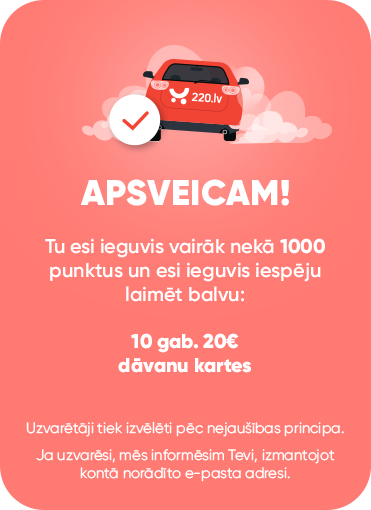 220.lv
APSVEICAM!
Tu esi ieguvis vairāk nekā 1000
punktus un esi ieguvis iespēju
laimēt balvu:
10 gab. 20€
dāvanu kartes
Uzvarētāji tiek izvēlēti pēc nejaušības principa.
Ja uzvarēsi, mēs informēsim Tevi, izmantojot
kontā norādīto e-pasta adresi.